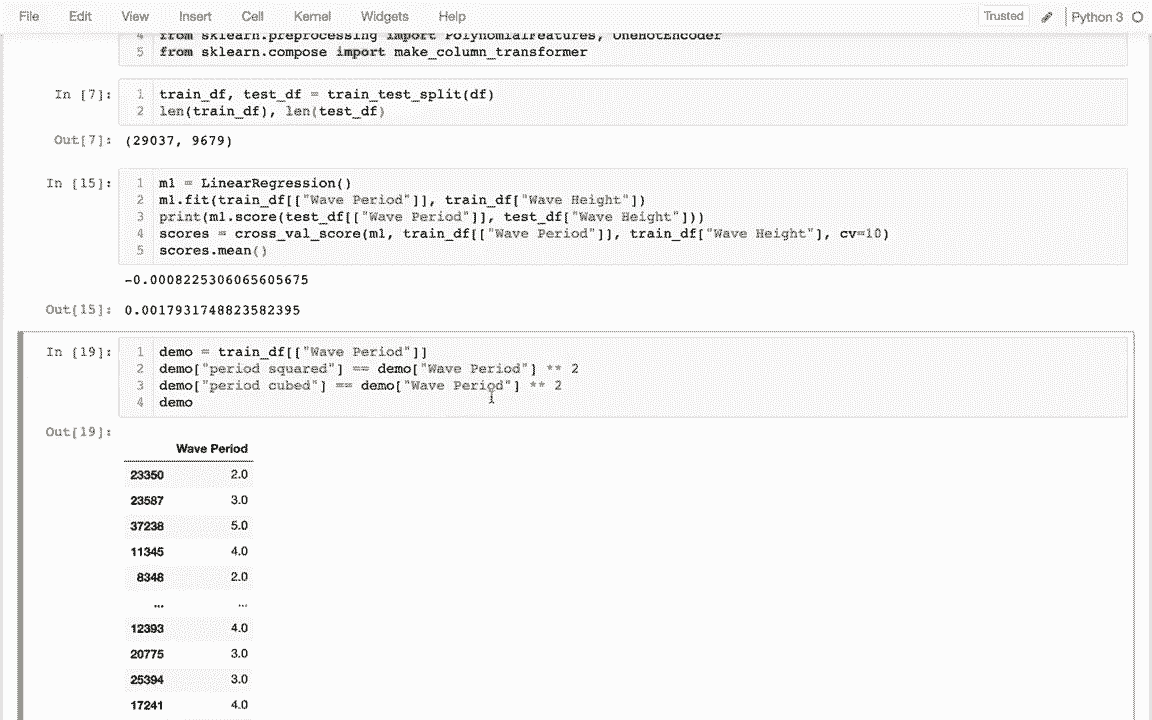 File Edit View Insert Cell Kernel Widgets Help Trusted Python 3
4 from sklearn.preprocessing import PolynomialFeatures, OneHotEncoder
5 from sklearn.compose import make_column_transformer
In [7]: 1 train_df, test_df = train_test_split(df)
2 len(train_df), len(test_df)
Out[7]: (29037, 9679)
In [15]: 1 m1 = LinearRegression()
2 m1.fit(train_df[["Wave Period"]], train_df["Wave Height"])
3 print(m1.score(test_df[["Wave Period"]], test_df["Wave Height"]))
4 scores = cross_val_score(m1, train_df[["Wave Period"]], train_df["Wave Height"], cv=10)
5 scores.mean()
-0.0008225306065605675
Out[15]: 0.0017931748823582395
In [19]: 1 demo = train_df[["Wave Period"]]
2 demo["period squared"] == demo["Wave Period"] ** 2
3 demo["period cubed"] == demo["Wave Period"] ** 2
4 demo
Out[19]:
Wave Period
23350 2.0
23587 3.0
37238 5.0
11345 4.0
8348 2.0
... ...
12393 4.0
20775 3.0
25394 3.0
17241 4.0